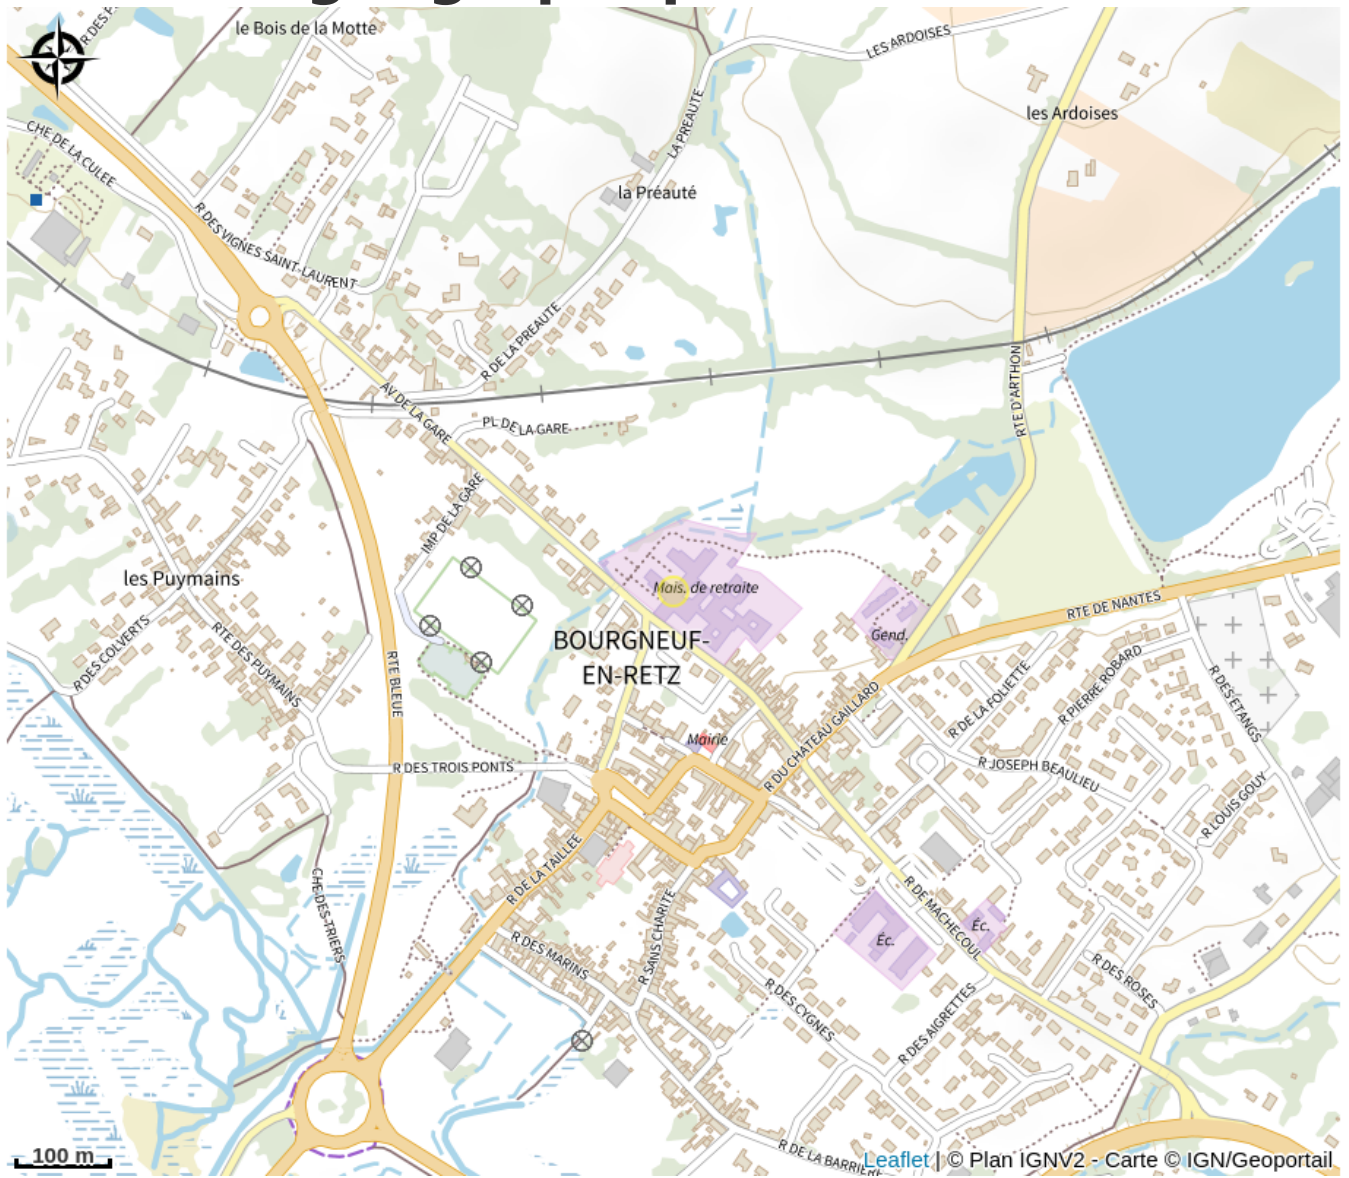 le Bois de la Motte
LES ARDOISES
les Ardoises
CHE DE LA CULEE
LA PREAUTE
la Préauté
R DES VIGNES SAINT-LAURENT
R DE LA PREAUTE
RTE D'ARTHON
AV DE LA GARE
PL DE LA GARE
IMP DE LA GARE
les Puymains
Mais. de retraite
RTE DE NANTES
Gend.
BOURGNEUF-
EN-RETZ
R DES COLVERTS
RTE DES PUYMAINS
RTE BLEUE
R DE LA FOLIETTE
R PIERRE ROBARD
R DES ETANGS
Mairie
R DU CHATEAU GAILLARD
R DES TROIS PONTS
R JOSEPH BEAULIEU
R LOUIS GOUY
R DE LA TAILLEE
CHE DES TRIERS
R DE MACHECOUL
Éc.
Éc.
R SANS CHARITE
R DES MARINS
R DES CYGNES
R DES AIGRETTES
R DES ROSES
R DE LA BARRIERE
100 m
Leaflet | © Plan IGNV2 - Carte © IGN/Geoportail